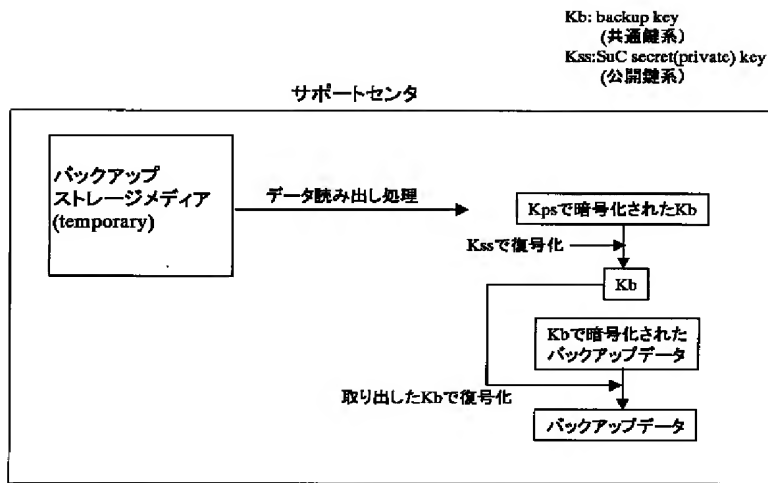 Kb: backup key
(共通鍵系)
Kss:SuC secret(private) key
(公開鍵系)
サポートセンタ
バックアップ
ストレージメディア
(temporary)
データ読み出し処理
Kpsで暗号化されたKb
Kssで復号化
Kb
Kbで暗号化された
バックアップデータ
取り出したKbで復号化
バックアップデータ